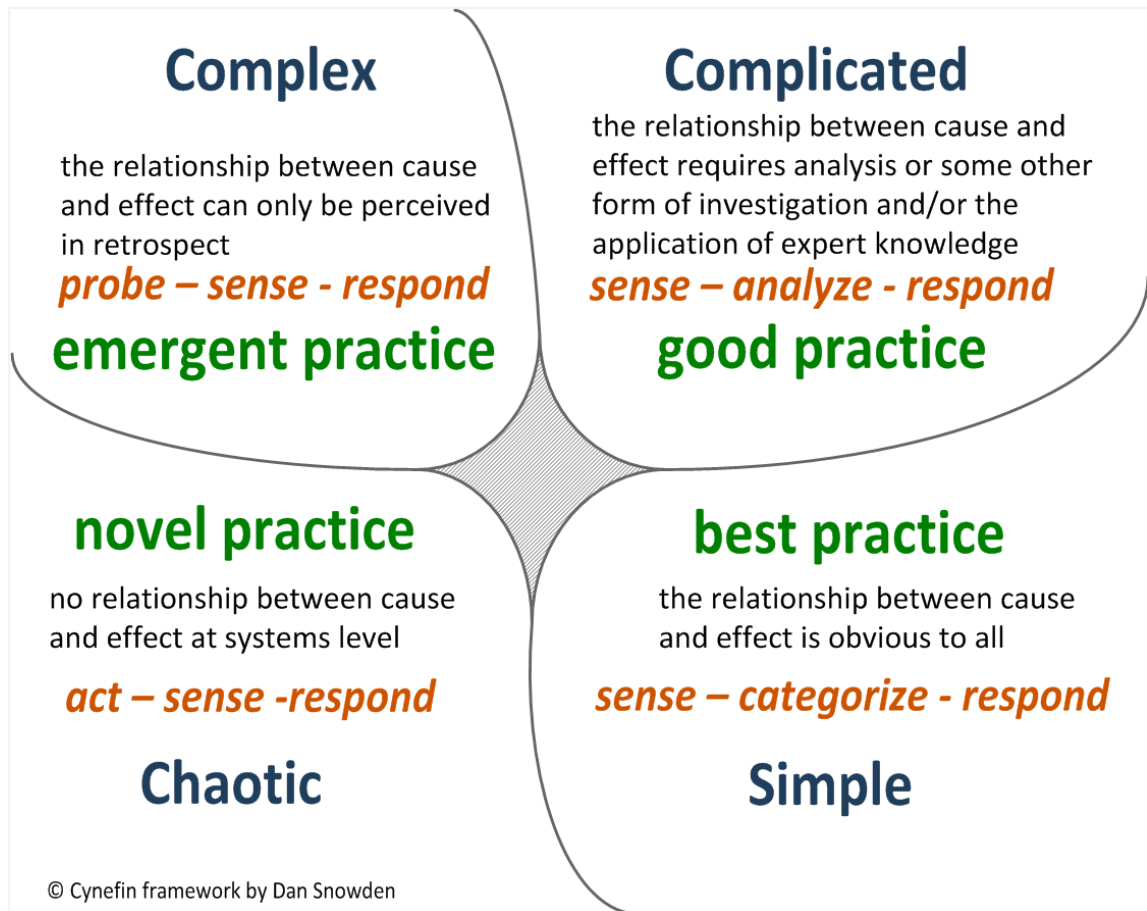 Complex
the relationship between cause
and effect can only be perceived
in retrospect
probe – sense - respond
emergent practice
Complicated
the relationship between cause and
effect requires analysis or some other
form of investigation and/or the
application of expert knowledge
sense – analyze - respond
good practice
novel practice
no relationship between cause
and effect at systems level
act – sense -respond
Chaotic
best practice
the relationship between cause
and effect is obvious to all
sense – categorize - respond
Simple
© Cynefin framework by Dan Snowden